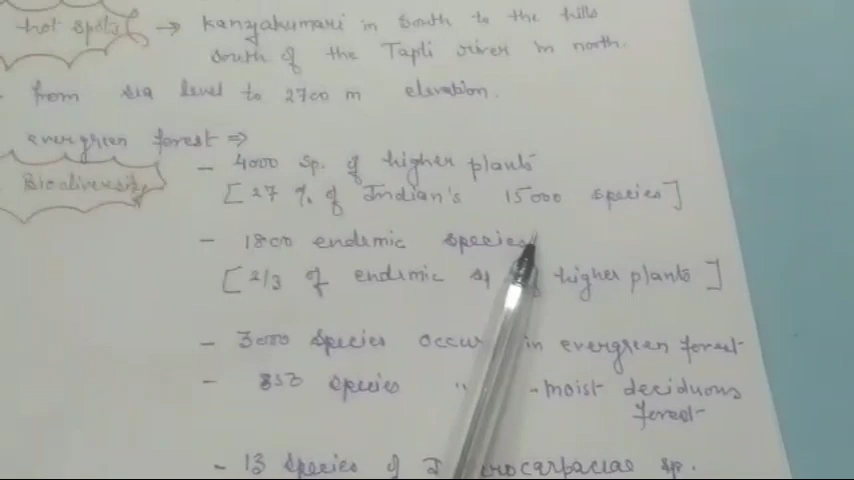 hot spots → Kanyakumari in South to the hills
south of the Tapti river in north.
- from sea level to 2700 m elevation.
evergreen forest ⇒
Biodiversity
- 4000 sp. of higher plants
[27 % of Indian's 15000 species]
- 1800 endemic species
[2/3 of endemic higher plants]
- 3000 species occur in evergreen forest
- 850 species " - moist deciduous
forest
- 13 species of sp.